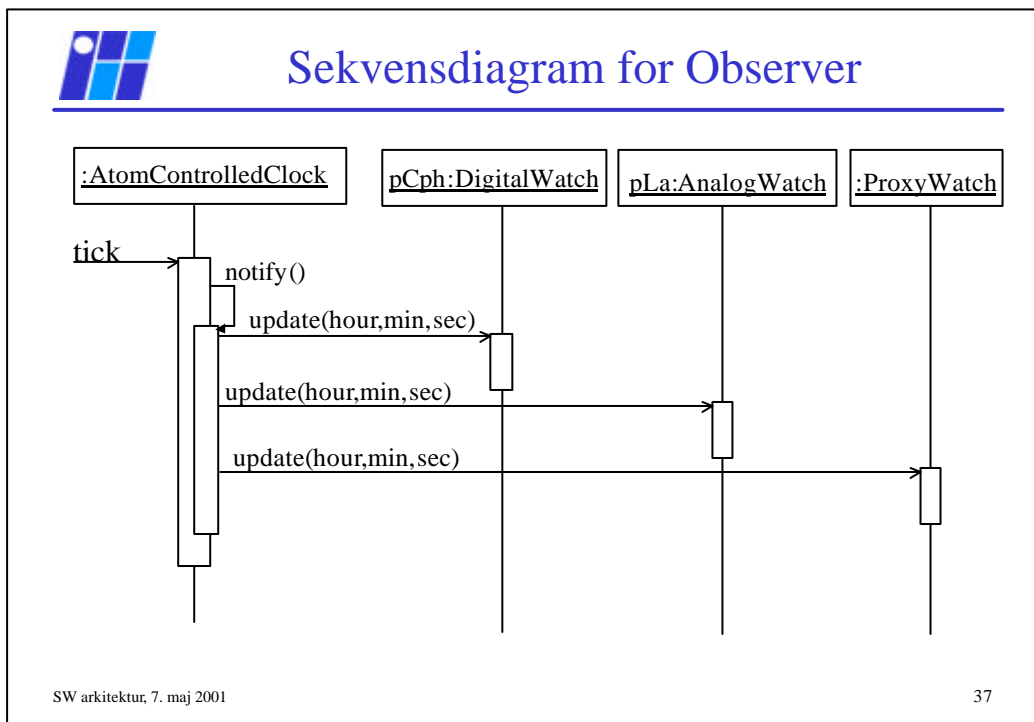 Sekvensdiagram for Observer
:AtomControlledClock
pCph:DigitalWatch
pLa:AnalogWatch
:ProxyWatch
tick
notify()
update(hour,min,sec)
update(hour,min,sec)
update(hour,min,sec)
SW arkitektur, 7. maj 2001
37